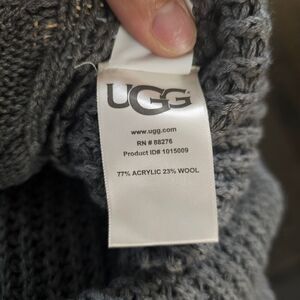 UGG
www.ugg.com
RN # 88276
Product ID# 1015009
77% ACRYLIC 23% WOOL